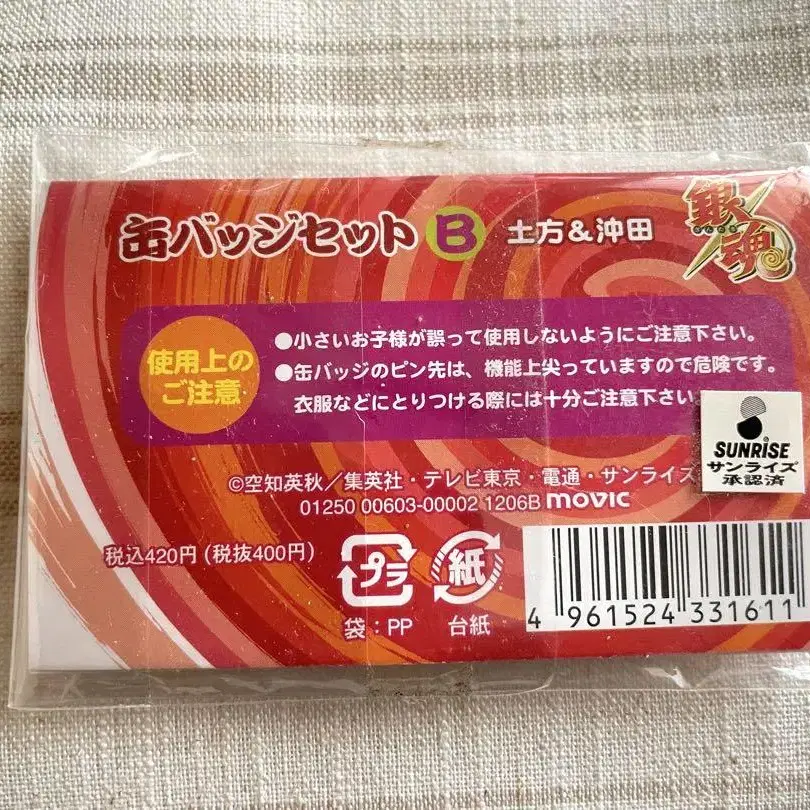 缶バッジセット B 土方&沖田
銀魂
ぎんたま
使用上の
ご注意
●小さいお子様が誤って使用しないようにご注意下さい。
●缶バッジのピン先は、機能上尖っていますので危険です。
衣服などにとりつける際には十分ご注意下さい
SUNRISE
サンライズ
承認済
©空知英秋／集英社・テレビ東京・電通・サンライズ
01250 00603-00002 1206B movic
税込420円 (税抜400円)
プラ
袋：PP
紙
台紙
4 961524 331611